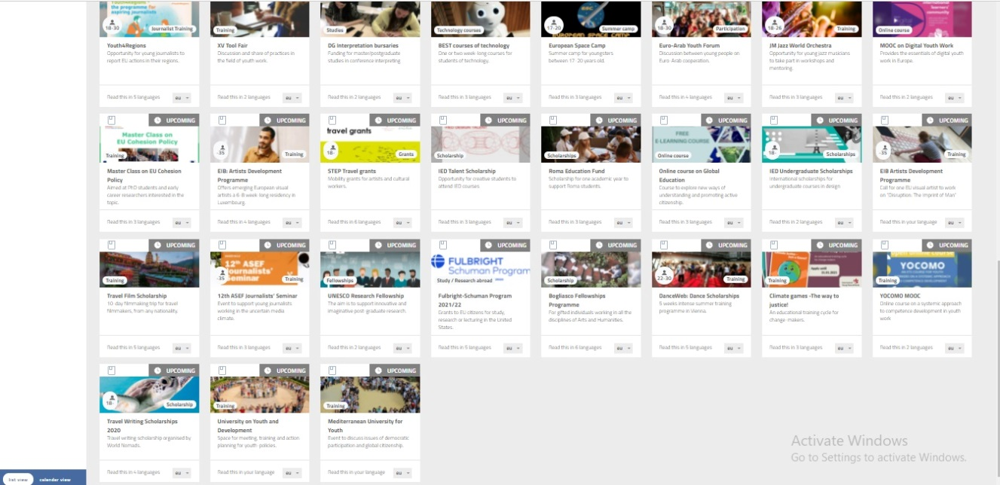 Youth4Regions
the programme for
aspiring journalists
18-30
Journalist Training
Youth4Regions
Opportunity for young journalists to
report EU actions in their regions.
Read this in 5 languages
eu
Training
XV Tool Fair
Discussion and share of practices in
the field of youth work.
Read this in 2 languages
eu
Studies
DG Interpretation bursaries
Funding for master/postgraduate
studies in conference interpreting
Read this in 2 languages
eu
Technology courses
BEST courses of technology
One or two week-long courses for
students of technology.
Read this in 3 languages
eu
17-20
Summer camp
EUROPEAN SPACE CAMP
European Space Camp
Summer camp for youngsters
between 17-20 years old.
Read this in 3 languages
eu
18-30
Participation
Euro-Arab Youth Forum
Discussion between young people on
Euro-Arab cooperation.
Read this in 4 languages
eu
18-26
Training
JM Jazz World Orchestra
Opportunity for young jazz musicians
to take part in workshops and
mentoring.
Read this in 3 languages
eu
international
learners'
community
Online course
MOOC on Digital Youth Work
Provides the essentials of digital youth
work in Europe.
Read this in 2 languages
eu
UPCOMING
Master Class on
EU Cohesion Policy
Training
Master Class on EU Cohesion
Policy
Aimed at PhD students and early
career researchers interested in the
topic.
Read this in 3 languages
eu
UPCOMING
-35
Training
EIB: Artists Development
Programme
Offers emerging European visual
artists a 6-8 week-long residency in
Luxembourg.
Read this in 4 languages
eu
UPCOMING
travel grants
18-
Grants
STEP Travel grants
Mobility grants for artists and cultural
workers.
Read this in 6 languages
eu
UPCOMING
Scholarship
IED Talent Scholarship
Opportunity for creative students to
attend IED courses
Read this in 3 languages
eu
UPCOMING
Scholarships
Roma Education Fund
Scholarship for one academic year to
support Roma students.
Read this in 3 languages
eu
UPCOMING
FREE
E-LEARNING COURSE
Online course
Online course on Global
Education
Course to explore new ways of
understanding and promoting active
citizenship.
Read this in 3 languages
eu
UPCOMING
18-
Scholarships
IED Undergraduate Scholarships
International scholarships for
undergraduate courses in design
Read this in 2 languages
eu
UPCOMING
-35
Training
EIB Artists Development
Programme
Call for one EU visual artist to work
on "Disruption. The Imprint of Man"
Read this in your language
eu
UPCOMING
Training
Travel Film Scholarship
10-day filmmaking trip for travel
filmmakers, from any nationality.
Read this in 5 languages
eu
UPCOMING
12th ASEF
Journalists'
Seminar
-35
Training
12th ASEF Journalists' Seminar
Event to support young journalists
working in the uncertain media
climate.
Read this in 3 languages
eu
UPCOMING
Fellowships
UNESCO Research Fellowship
The aim is to support innovative and
imaginative post-graduate research.
Read this in 2 languages
eu
UPCOMING
FULBRIGHT
Schuman Program
Study / Research abroad
Fulbright-Schuman Program
2021/22
Grants to EU citizens for study,
research or lecturing in the United
States.
Read this in 5 languages
eu
UPCOMING
Scholarship
Bogliasco Fellowships
Programme
For gifted individuals working in all the
disciplines of Arts and Humanities.
Read this in 6 languages
eu
UPCOMING
22-30
Training
DanceWeb: Dance Scholarships
5 weeks intense summer training
programme in Vienna.
Read this in 5 languages
eu
UPCOMING
Training
Climate games -The way to
justice!
An educational training cycle for
change-makers.
Read this in 3 languages
eu
UPCOMING
open online course
YOCOMO
Training
YOCOMO MOOC
Online course on a systemic approach
to competence development in youth
work
Read this in 2 languages
eu
UPCOMING
18-
Scholarship
Travel Writing Scholarships
2020
Travel writing scholarship organised by
World Nomads.
Read this in 4 languages
eu
UPCOMING
Training
University on Youth and
Development
Space for meeting, training and action
planning for youth policies.
Read this in your language
eu
UPCOMING
Training
Mediterranean University for
Youth
Event to discuss issues of democratic
participation and global citizenship.
Read this in your language
eu
Activate Windows
Go to Settings to activate Windows.
list view
calendar view